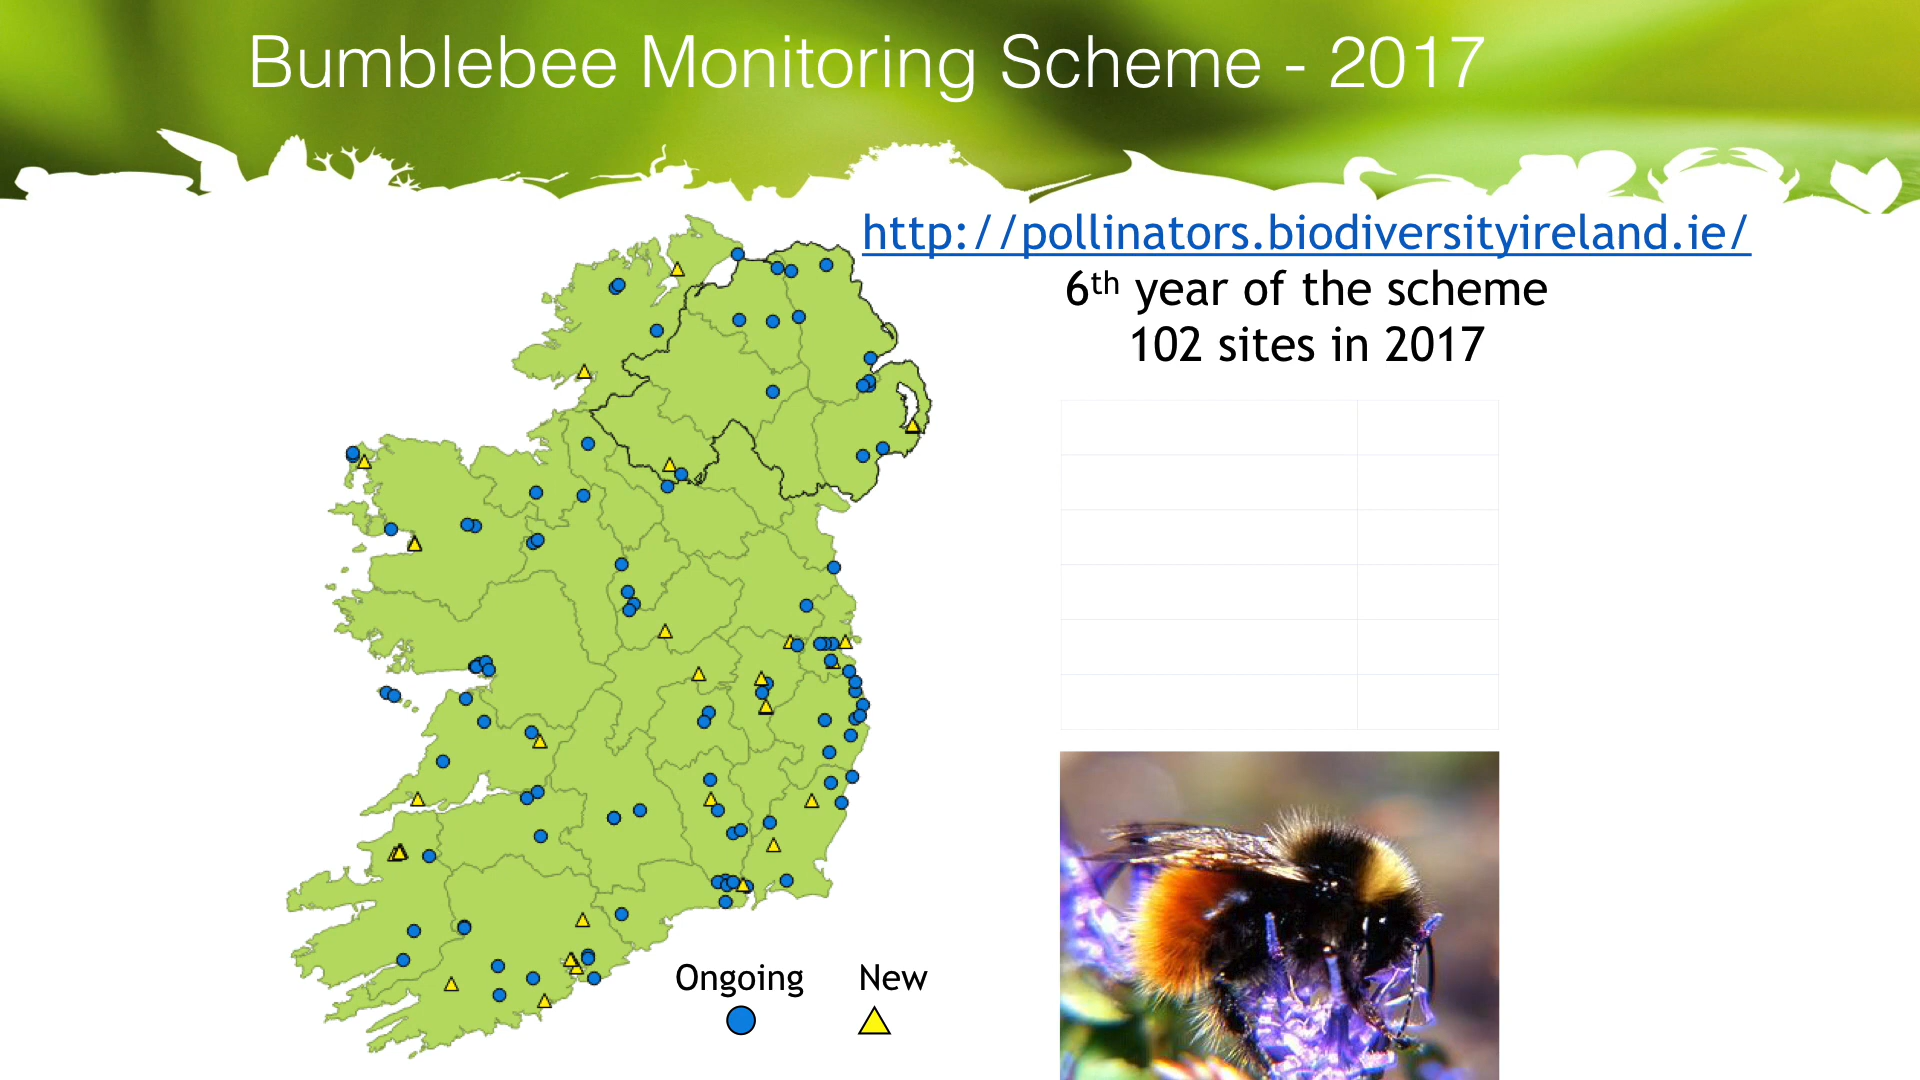 Bumblebee Monitoring Scheme - 2017
http://pollinators.biodiversityireland.ie/
6th year of the scheme
102 sites in 2017
Ongoing New